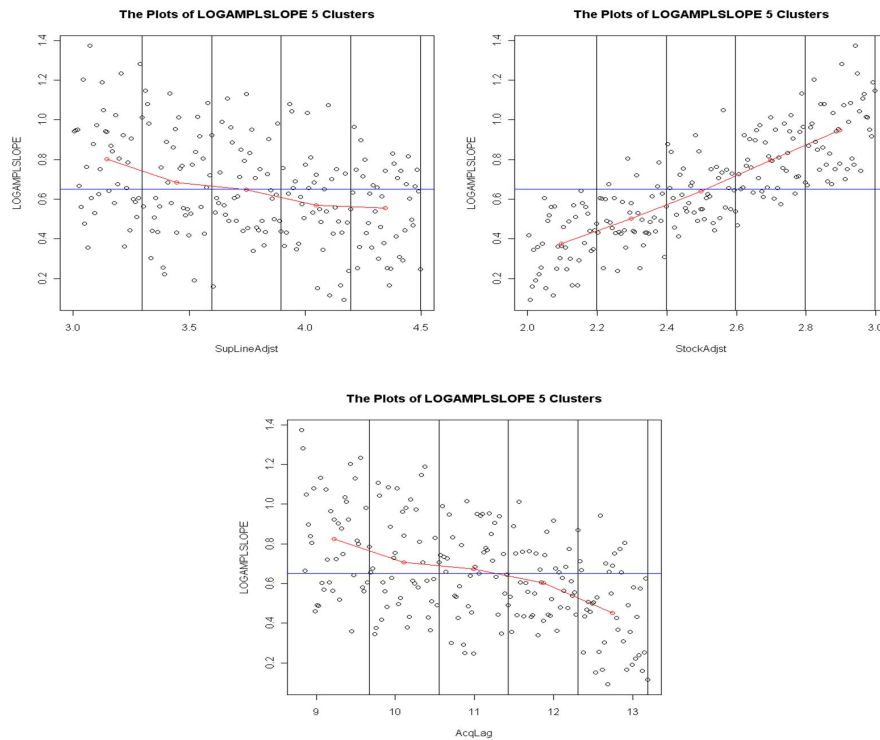 The Plots of LOGAMPLSLOPE 5 Clusters
LOGAMPLSLOPE
0.2 0.4 0.6 0.8 1.0 1.2 1.4
3.0 3.5 4.0 4.5
SupLineAdjst
The Plots of LOGAMPLSLOPE 5 Clusters
LOGAMPLSLOPE
0.2 0.4 0.6 0.8 1.0 1.2 1.4
2.0 2.2 2.4 2.6 2.8 3.0
StockAdjst
The Plots of LOGAMPLSLOPE 5 Clusters
LOGAMPLSLOPE
0.2 0.4 0.6 0.8 1.0 1.2 1.4
9 10 11 12 13
AcqLag